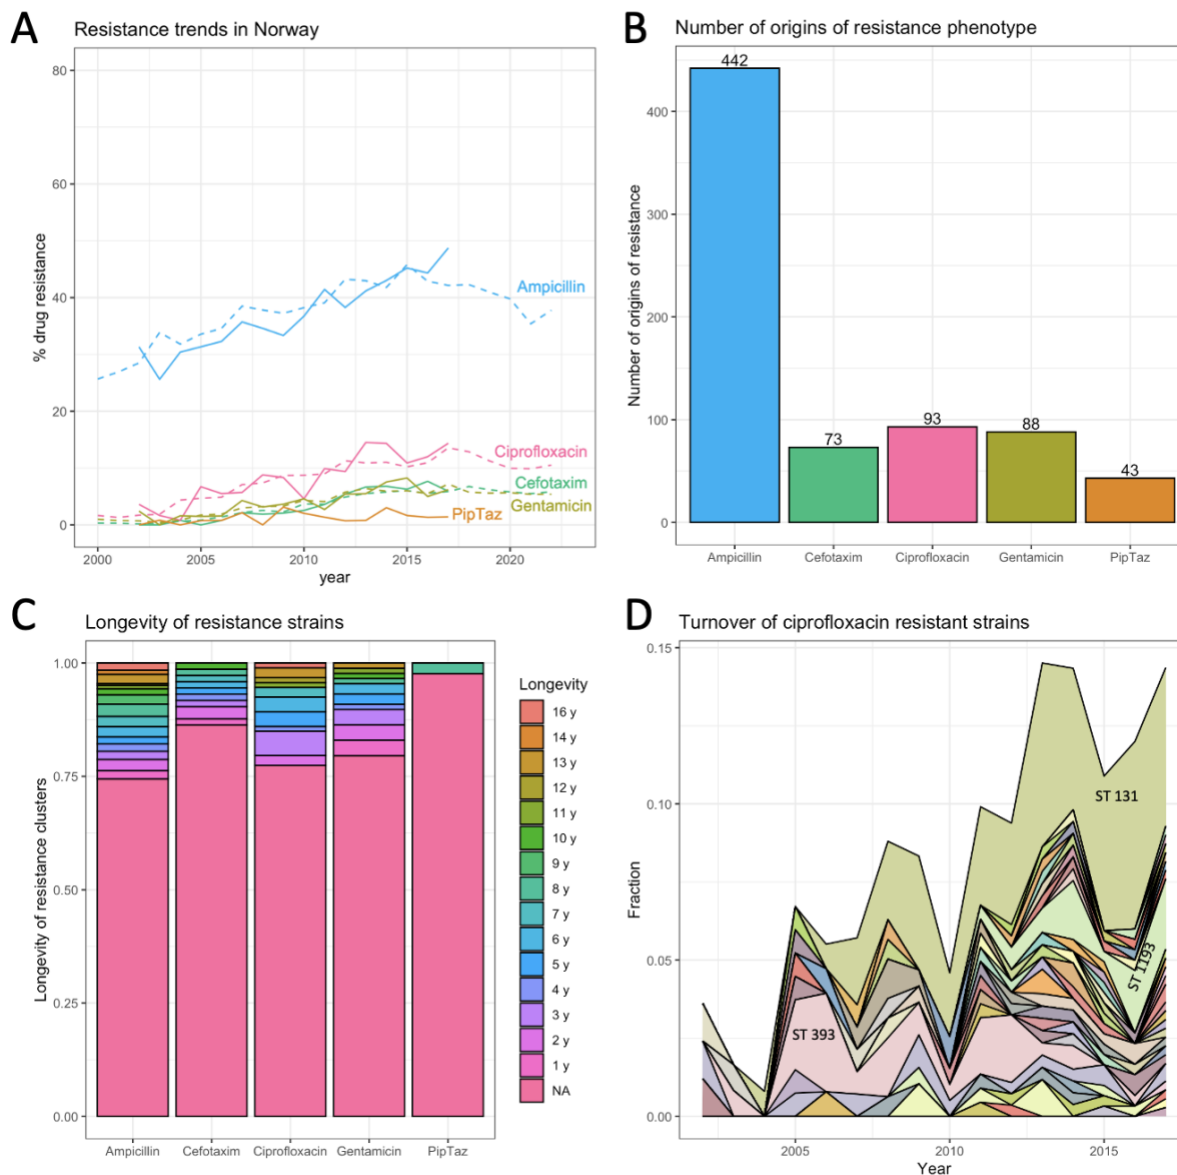 A
Resistance trends in Norway
80
60
40
20
0
% drug resistance
Ampicillin
Ciprofloxacin
Cefotaxim
Gentamicin
PipTaz
2000
2005
2010
2015
2020
year
B
Number of origins of resistance phenotype
442
73
93
88
43
400
300
200
100
0
Number of origins of resistance
Ampicillin
Cefotaxim
Ciprofloxacin
Gentamicin
PipTaz
C
Longevity of resistance strains
1.00
0.75
0.50
0.25
0.00
Longevity of resistance clusters
Ampicillin
Cefotaxim
Ciprofloxacin
Gentamicin
PipTaz
Longevity
16 y
14 y
13 y
12 y
11 y
10 y
9 y
8 y
7 y
6 y
5 y
4 y
3 y
2 y
1 y
NA
D
Turnover of ciprofloxacin resistant strains
0.15
0.10
0.05
0.00
Fraction
ST 131
ST 1193
ST 393
2005
2010
2015
Year